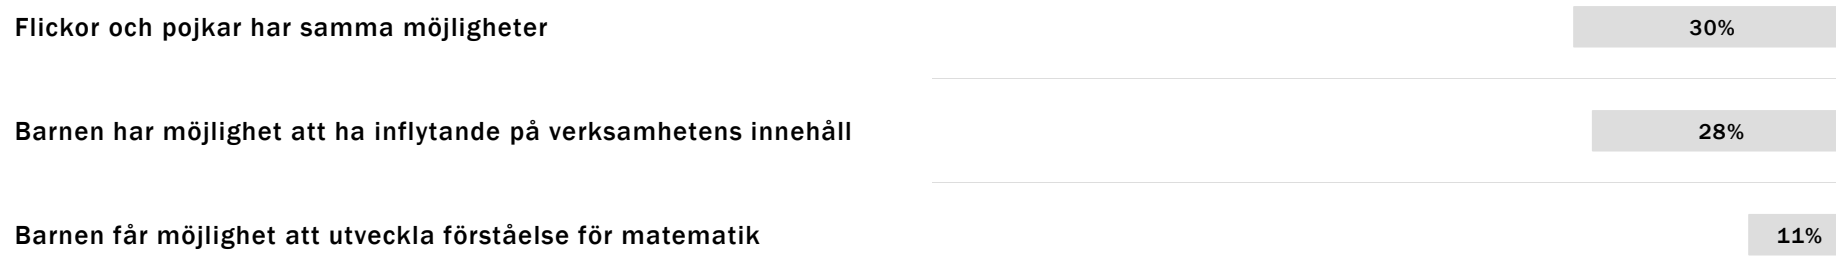 Flickor och pojkar har samma möjligheter 30%
Barnen har möjlighet att ha inflytande på verksamhetens innehåll 28%
Barnen får möjlighet att utveckla förståelse för matematik 11%